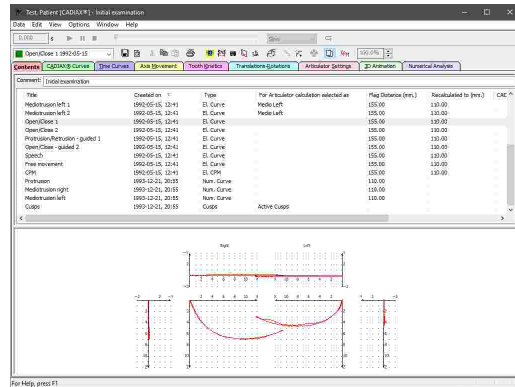 Test, Patient [CADIAX®] - Initial examination
Data Edit View Options Window Help
0.000 s Slow
Open/Close 1 1992-05-15 100.0%
Contents CADIAX® Curves Time Curves Axis Movement Tooth Kinetics Translations-Rotations Articulator Settings 3D Animation Numerical Analysis
Comment: Initial examination
Title Created on Type For Articulator calculation selected as Flag Distance (mm.) Recalculated to (mm.)
Mediotrusion left 1 1992-05-15, 12:41 El. Curve Medio Left 155.00 110.00
Mediotrusion left 2 1992-05-15, 12:41 El. Curve Medio Left 155.00 110.00
Open/Close 1 1992-05-15, 12:41 El. Curve 155.00 110.00
Open/Close 2 1992-05-15, 12:41 El. Curve 155.00 110.00
Protrusion/Retrusion - guided 1 1992-05-15, 12:41 El. Curve 155.00 110.00
Open/Close - guided 2 1992-05-15, 12:41 El. Curve 155.00 110.00
Speech 1992-05-15, 12:41 El. Curve 155.00 110.00
Free movement 1992-05-15, 12:41 El. Curve 155.00 110.00
CPM 1992-05-15, 12:41 El. CPM 155.00 110.00
Protrusion 1993-12-21, 20:55 Num. Curve 110.00
Mediotrusion right 1993-12-21, 20:55 Num. Curve 110.00
Mediotrusion left 1993-12-21, 20:55 Num. Curve 110.00
Cusps 1993-12-21, 20:55 Cusps Active Cusps
Right Left
For Help, press F1